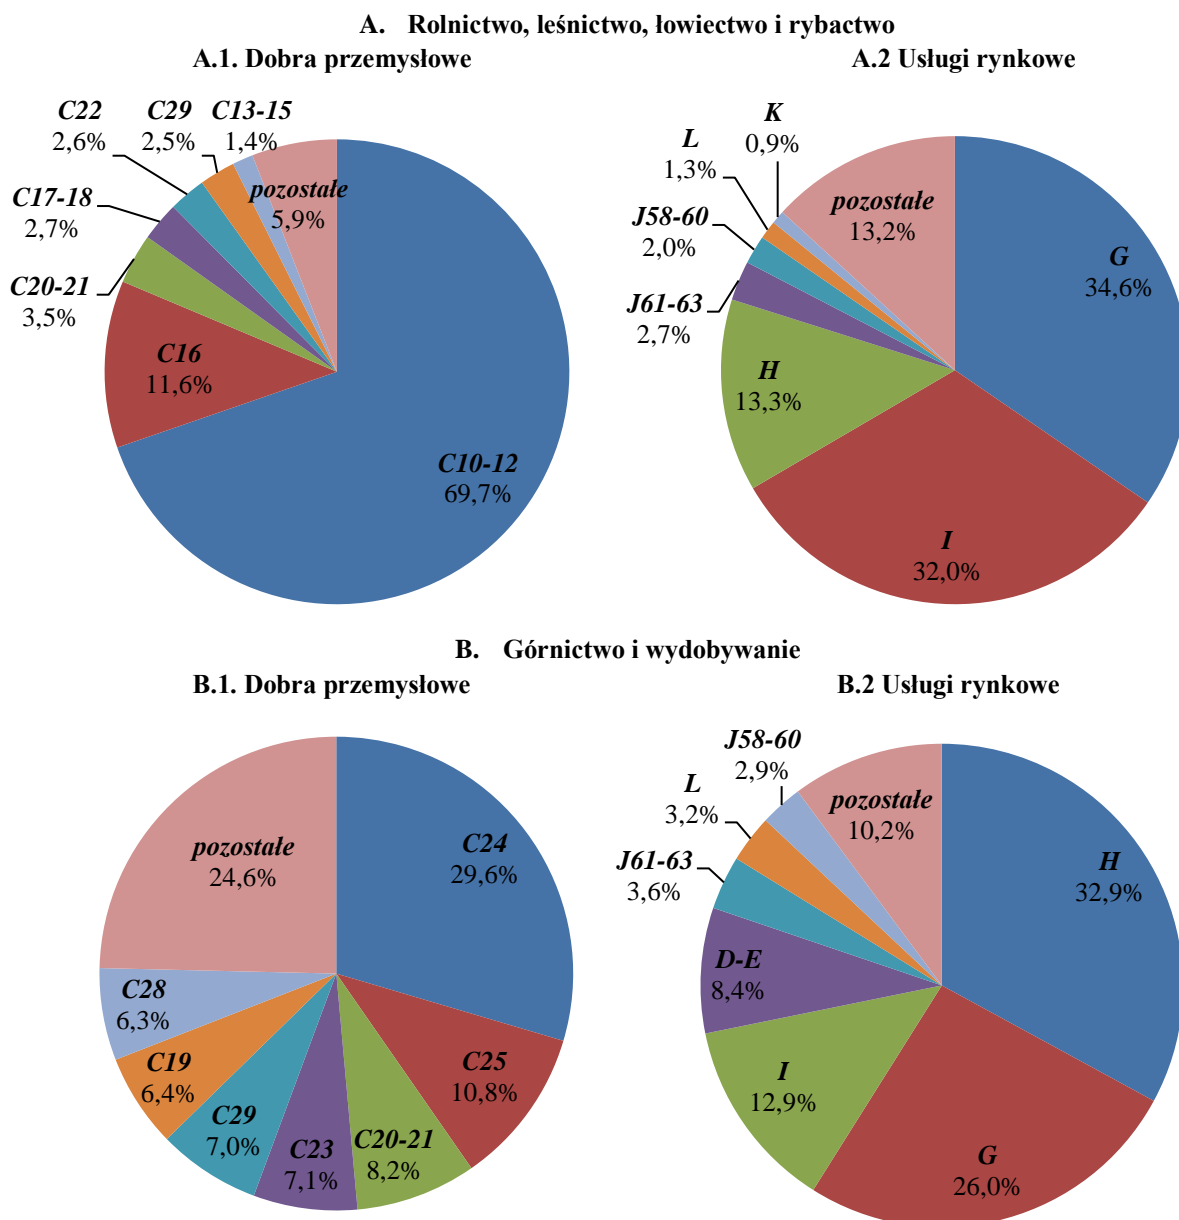 A. Rolnictwo, leśnictwo, łowiectwo i rybactwo
A.1. Dobra przemysłowe
C22
2,6%
C29
2,5%
C13-15
1,4%
pozostałe
5,9%
C17-18
2,7%
C20-21
3,5%
C16
11,6%
C10-12
69,7%
A.2 Usługi rynkowe
K
0,9%
L
1,3%
pozostałe
13,2%
J58-60
2,0%
G
34,6%
J61-63
2,7%
H
13,3%
I
32,0%
B. Górnictwo i wydobywanie
B.1. Dobra przemysłowe
pozostałe
24,6%
C24
29,6%
C28
6,3%
C19
6,4%
C29
7,0%
C23
7,1%
C20-21
8,2%
C25
10,8%
B.2 Usługi rynkowe
J58-60
2,9%
L
3,2%
pozostałe
10,2%
J61-63
3,6%
H
32,9%
D-E
8,4%
I
12,9%
G
26,0%